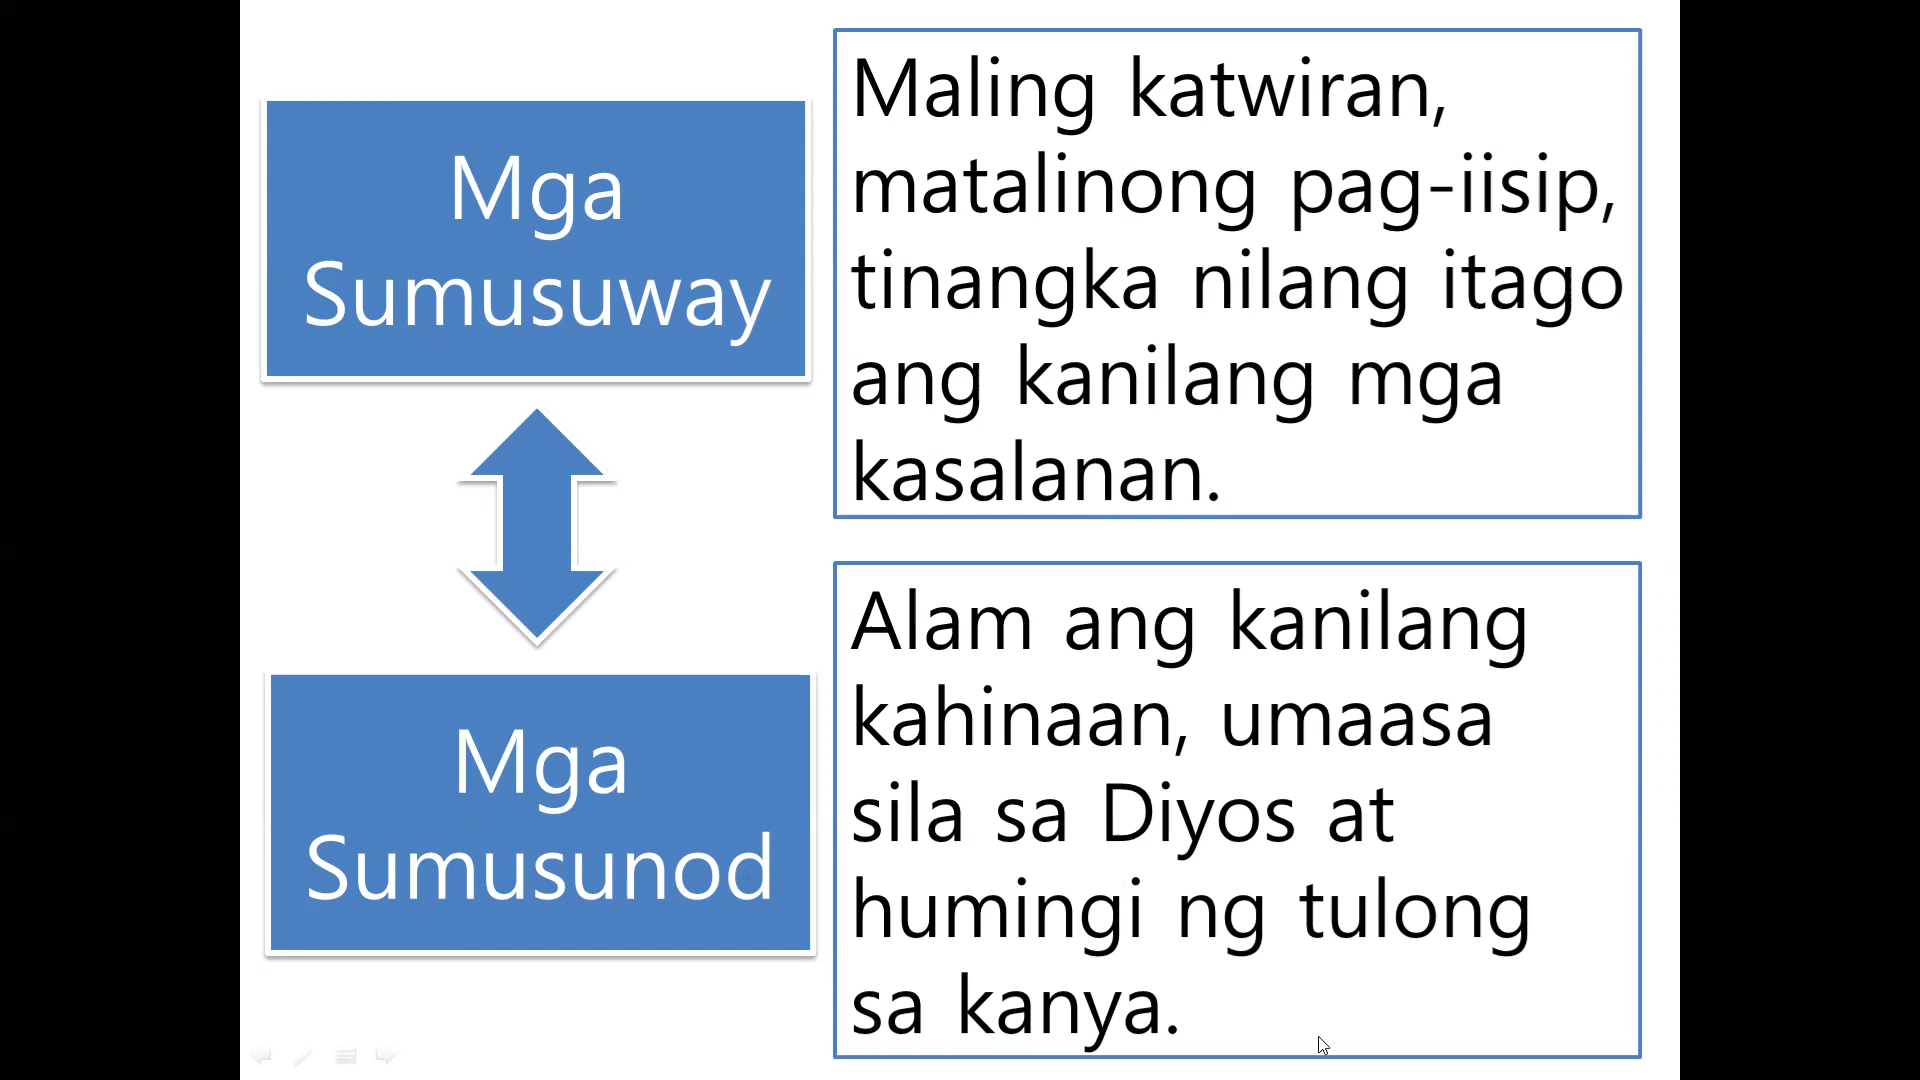 Mga
Sumusuway
Maling katwiran,
matalinong pag-iisip,
tinangka nilang itago
ang kanilang mga
kasalanan.
Mga
Sumusunod
Alam ang kanilang
kahinaan, umaasa
sila sa Diyos at
humingi ng tulong
sa kanya.